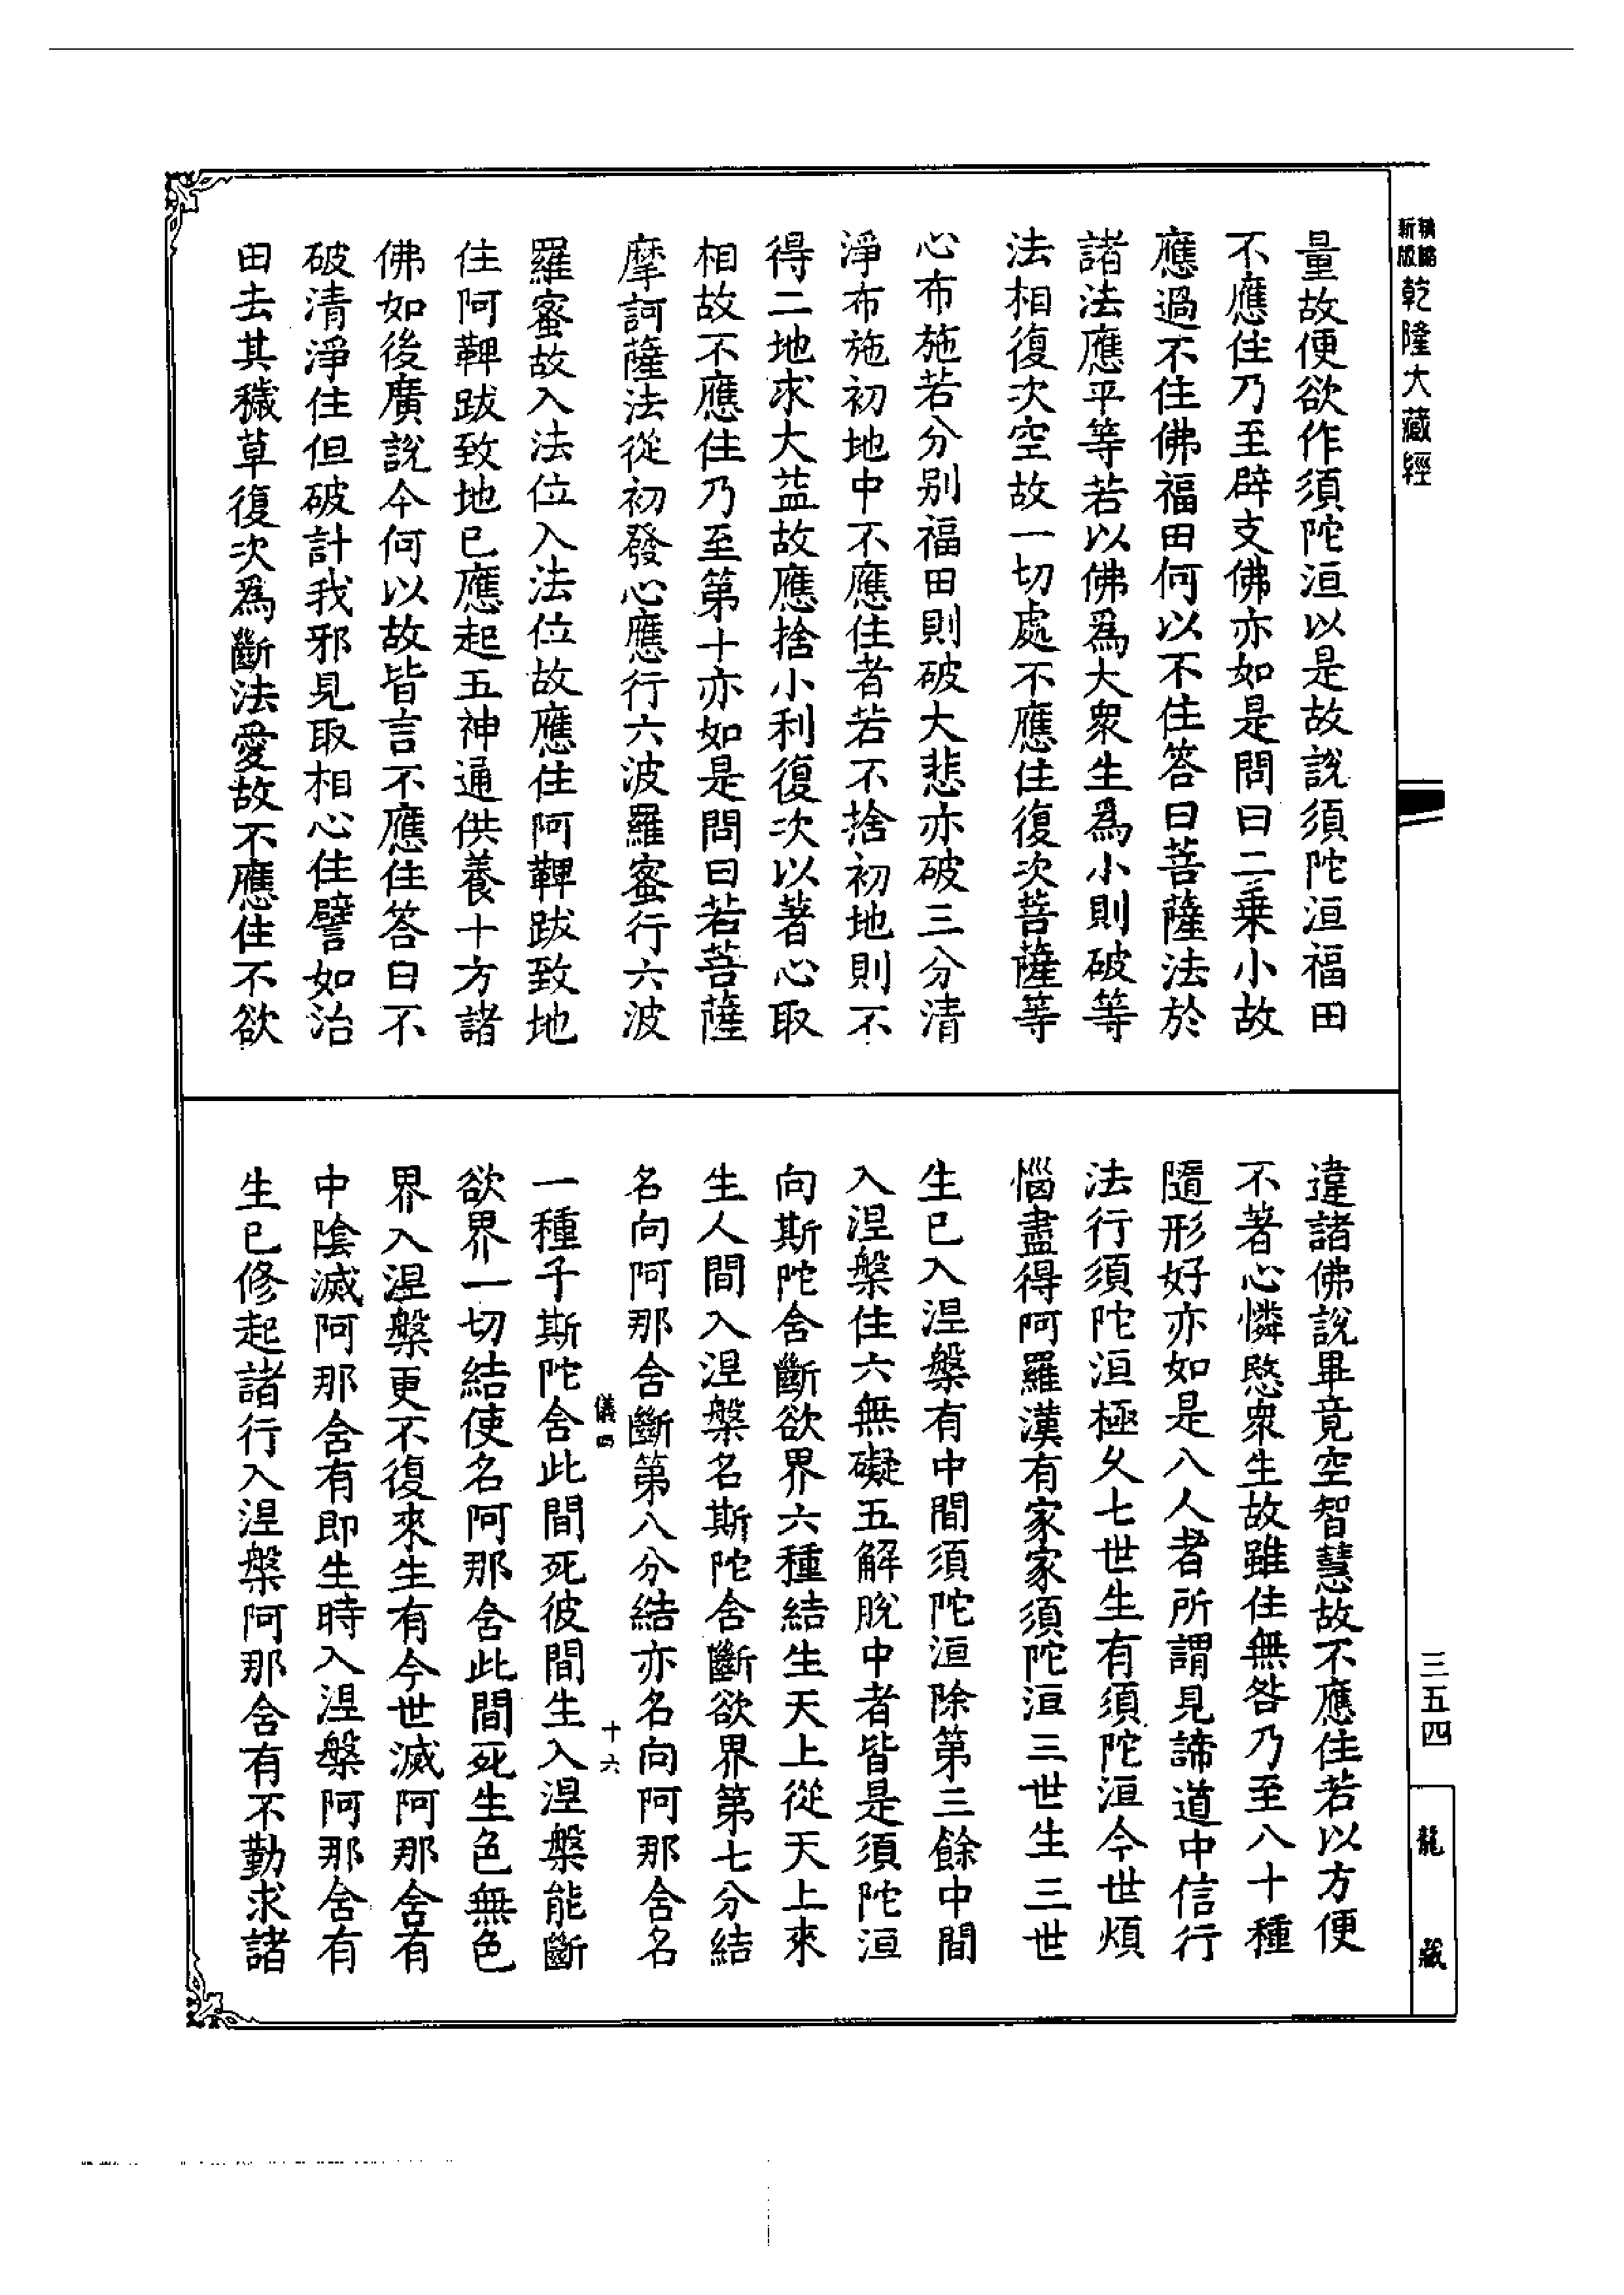 新版
乾隆大藏經
量故便欲作須陀洹以是故說須陀洹福田
不應住乃至辟支佛亦如是問曰二乗小故
應過不住佛福田何以不住答曰菩薩法於
諸法應平等若以佛爲大衆生爲小則破等
法相復次空故一切處不應住復次菩薩等
心布施若分别福田則破大悲亦破三分清
淨布施初地中不應住者若不捨初地則不
得二地求大益故應捨小利復次以著心取
相故不應住乃至第十亦如是問曰若菩薩
摩訶薩法從初發心應行六波羅蜜行六波
羅蜜故入法位入法位故應住阿鞞跋致地
住阿鞞跋致地已應起五神通供養十方諸
佛如後廣說今何以故皆言不應住答曰不
破清淨住但破計我邪見取相心住譬如治
田去其穢草復次爲斷法愛故不應住不欲
違諸佛說畢竟空智慧故不應住若以方便
不著心憐愍衆生故雖住無咎乃至八十種
隨形好亦如是八人者所謂見諦道中信行
法行須陀洹極久七世生有須陀洹今世煩
惱盡得阿羅漢有家家須陀洹三世生三世
生已入涅槃有中間須陀洹除第三餘中間
入涅槃住六無礙五解脫中者皆是須陀洹
向斯陀含斷欲界六種結生天上從天上來
生人間入涅槃名斯陀含斷欲界第七分結
名向阿那含斷第八分結亦名向阿那含名
儀四
十六
一種子斯陀含此間死彼間生入涅槃能斷
欲界一切結使名阿那含此間死生色無色
界入涅槃更不復來生有今世滅阿那含有
中陰滅阿那含有即生時入涅槃阿那含有
生已修起諸行入涅槃阿那含有不勤求諸
三五四
龍藏